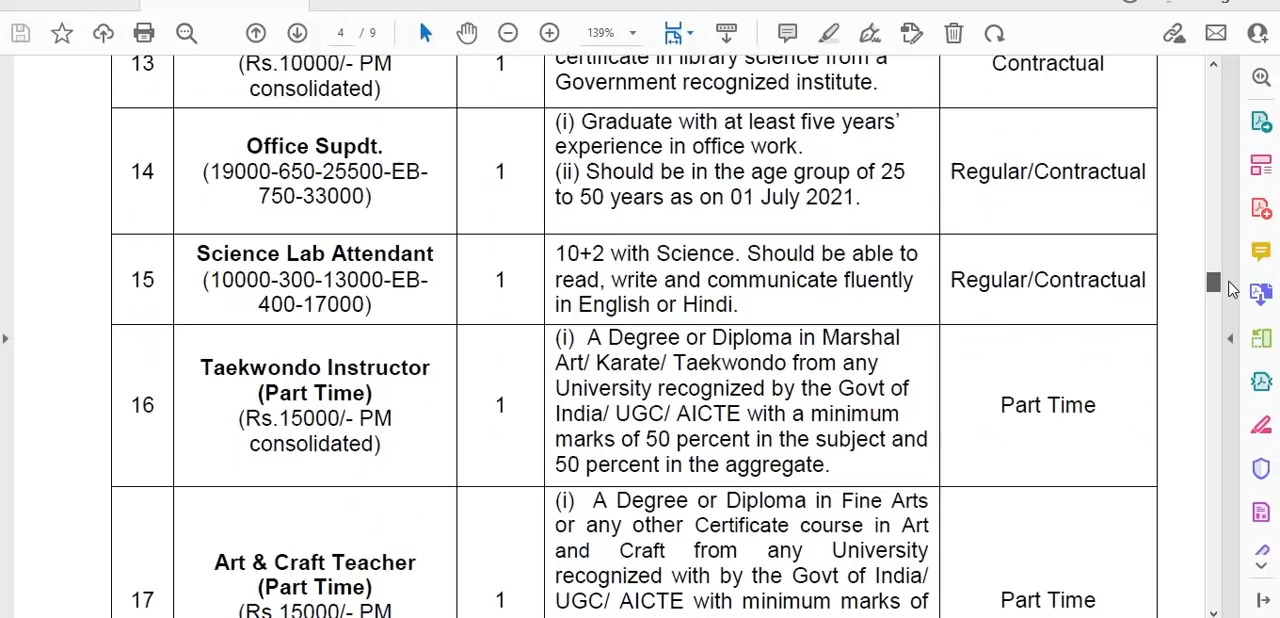 4 / 9
139%
13
(Rs.10000/- PM
consolidated)
1
certificate in library science from a
Government recognized institute.
Contractual
14
Office Supdt.
(19000-650-25500-EB-
750-33000)
1
(i) Graduate with at least five years’
experience in office work.
(ii) Should be in the age group of 25
to 50 years as on 01 July 2021.
Regular/Contractual
15
Science Lab Attendant
(10000-300-13000-EB-
400-17000)
1
10+2 with Science. Should be able to
read, write and communicate fluently
in English or Hindi.
Regular/Contractual
16
Taekwondo Instructor
(Part Time)
(Rs.15000/- PM
consolidated)
1
(i) A Degree or Diploma in Marshal
Art/ Karate/ Taekwondo from any
University recognized by the Govt of
India/ UGC/ AICTE with a minimum
marks of 50 percent in the subject and
50 percent in the aggregate.
Part Time
17
Art & Craft Teacher
(Part Time)
(Rs.15000/- PM
1
(i) A Degree or Diploma in Fine Arts
or any other Certificate course in Art
and Craft from any University
recognized with by the Govt of India/
UGC/ AICTE with minimum marks of
Part Time